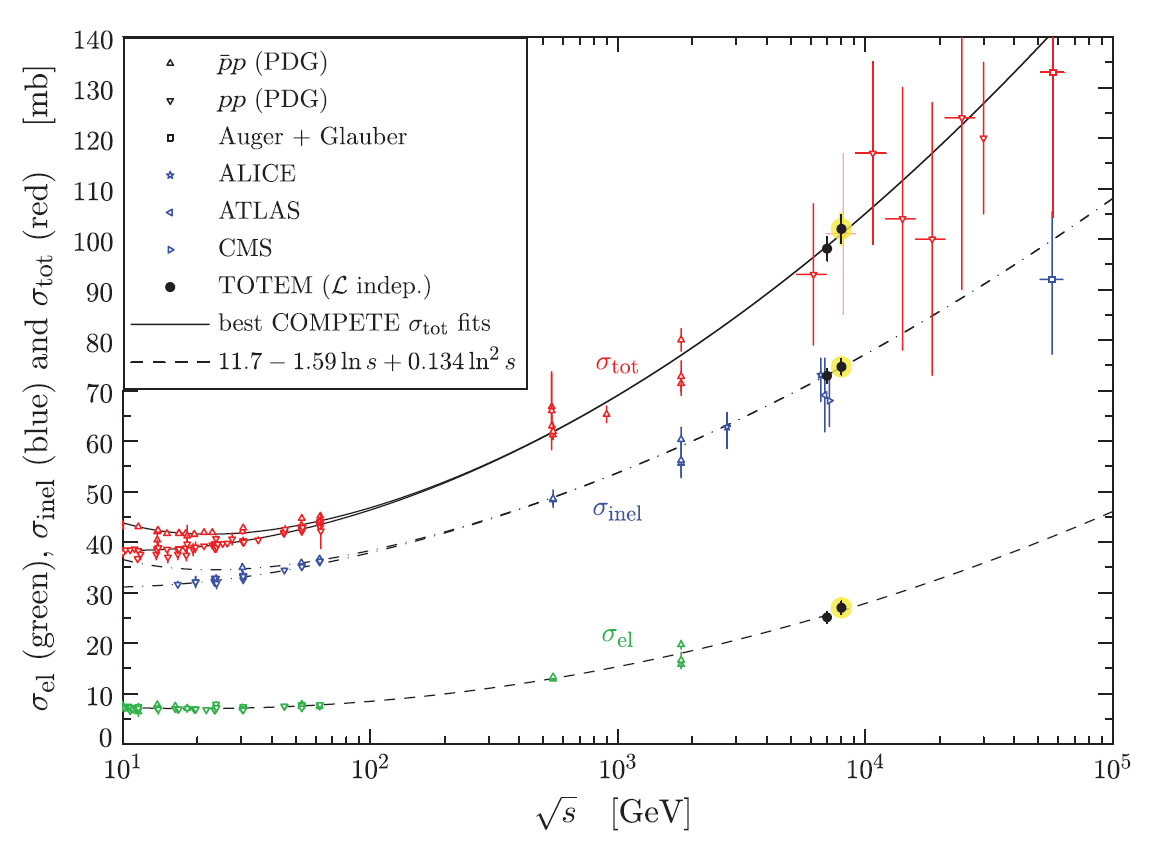 σel (green), σinel (blue) and σtot (red) [mb]
140
130
120
110
100
90
80
70
60
50
40
30
20
10
0
p̄p (PDG)
pp (PDG)
Auger + Glauber
ALICE
ATLAS
CMS
TOTEM (ℒ indep.)
best COMPETE σtot fits
11.7 − 1.59 ln s + 0.134 ln² s
σtot
σinel
σel
10¹ 10² 10³ 10⁴ 10⁵
√s [GeV]